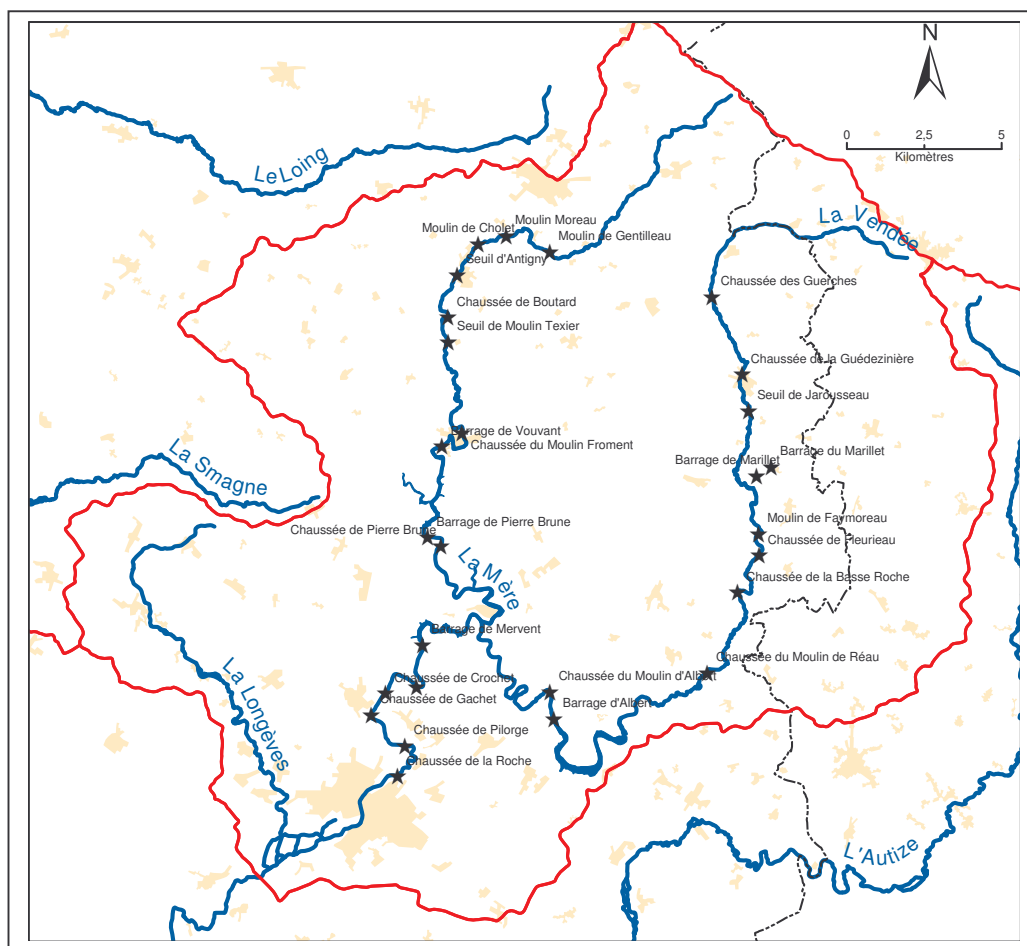 N
0
2,5
5
Kilomètres
Le Loing
La Vendée
Moulin Moreau
Moulin de Cholet
Moulin de Gentilleau
Seuil d'Antigny
Chaussée des Guerches
Chaussée de Boutard
Seuil de Moulin Texier
Chaussée de la Guédezinière
Seuil de Jarousseau
Barrage de Vouvant
Chaussée du Moulin Froment
Barrage du Marillet
Barrage de Marillet
La Smagne
Moulin de Faymoreau
Barrage de Pierre Brune
Chaussée de Pierre Brune
Chaussée de Fleurieau
La Mère
Chaussée de la Basse Roche
Barrage de Mervent
Chaussée du Moulin de Réau
Chaussée de Crochet
Chaussée du Moulin d'Albert
Chaussée de Gachet
Barrage d'Albert
La Longèves
Chaussée de Pilorge
Chaussée de la Roche
L'Autize